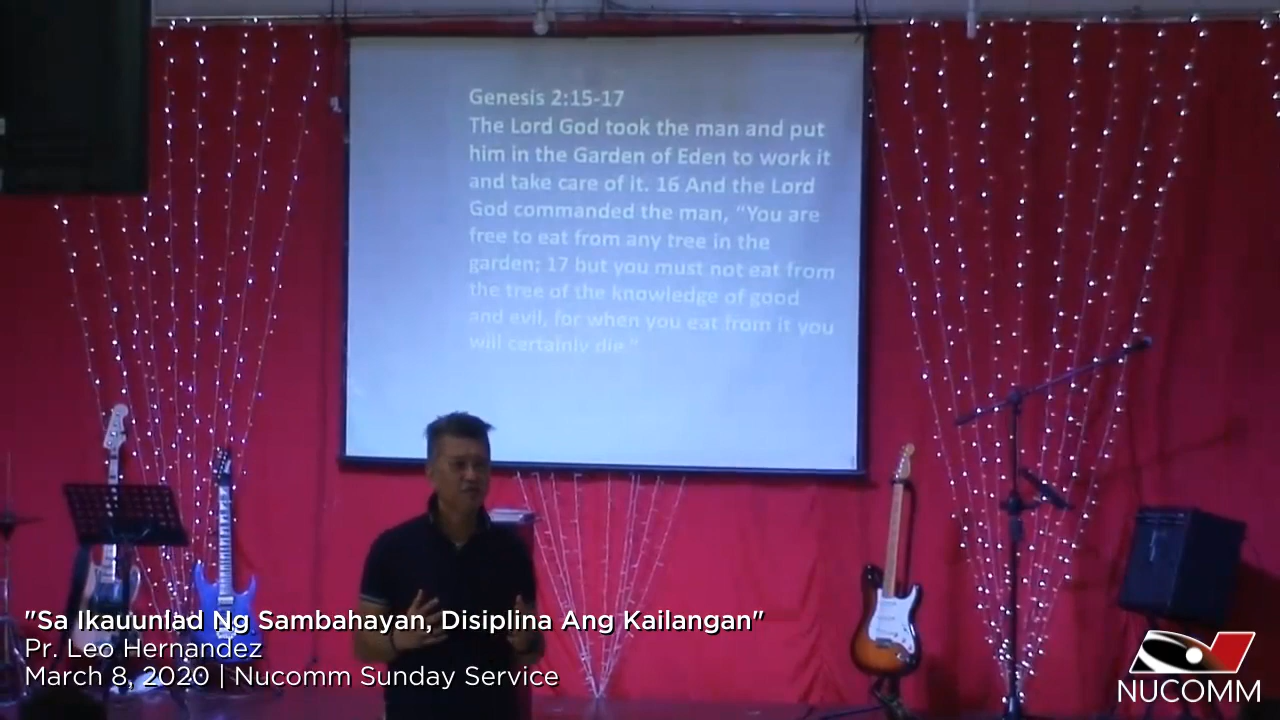 Genesis 2:15-17
The Lord God took the man and put
him in the Garden of Eden to work it
and take care of it. 16 And the Lord
God commanded the man, “You are
free to eat from any tree in the
garden; 17 but you must not eat from
the tree of the knowledge of good
and evil, for when you eat from it you
will certainly die.”
"Sa Ikauunlad Ng Sambahayan, Disiplina Ang Kailangan"
Pr. Leo Hernandez
March 8, 2020 | Nucomm Sunday Service
NUCOMM